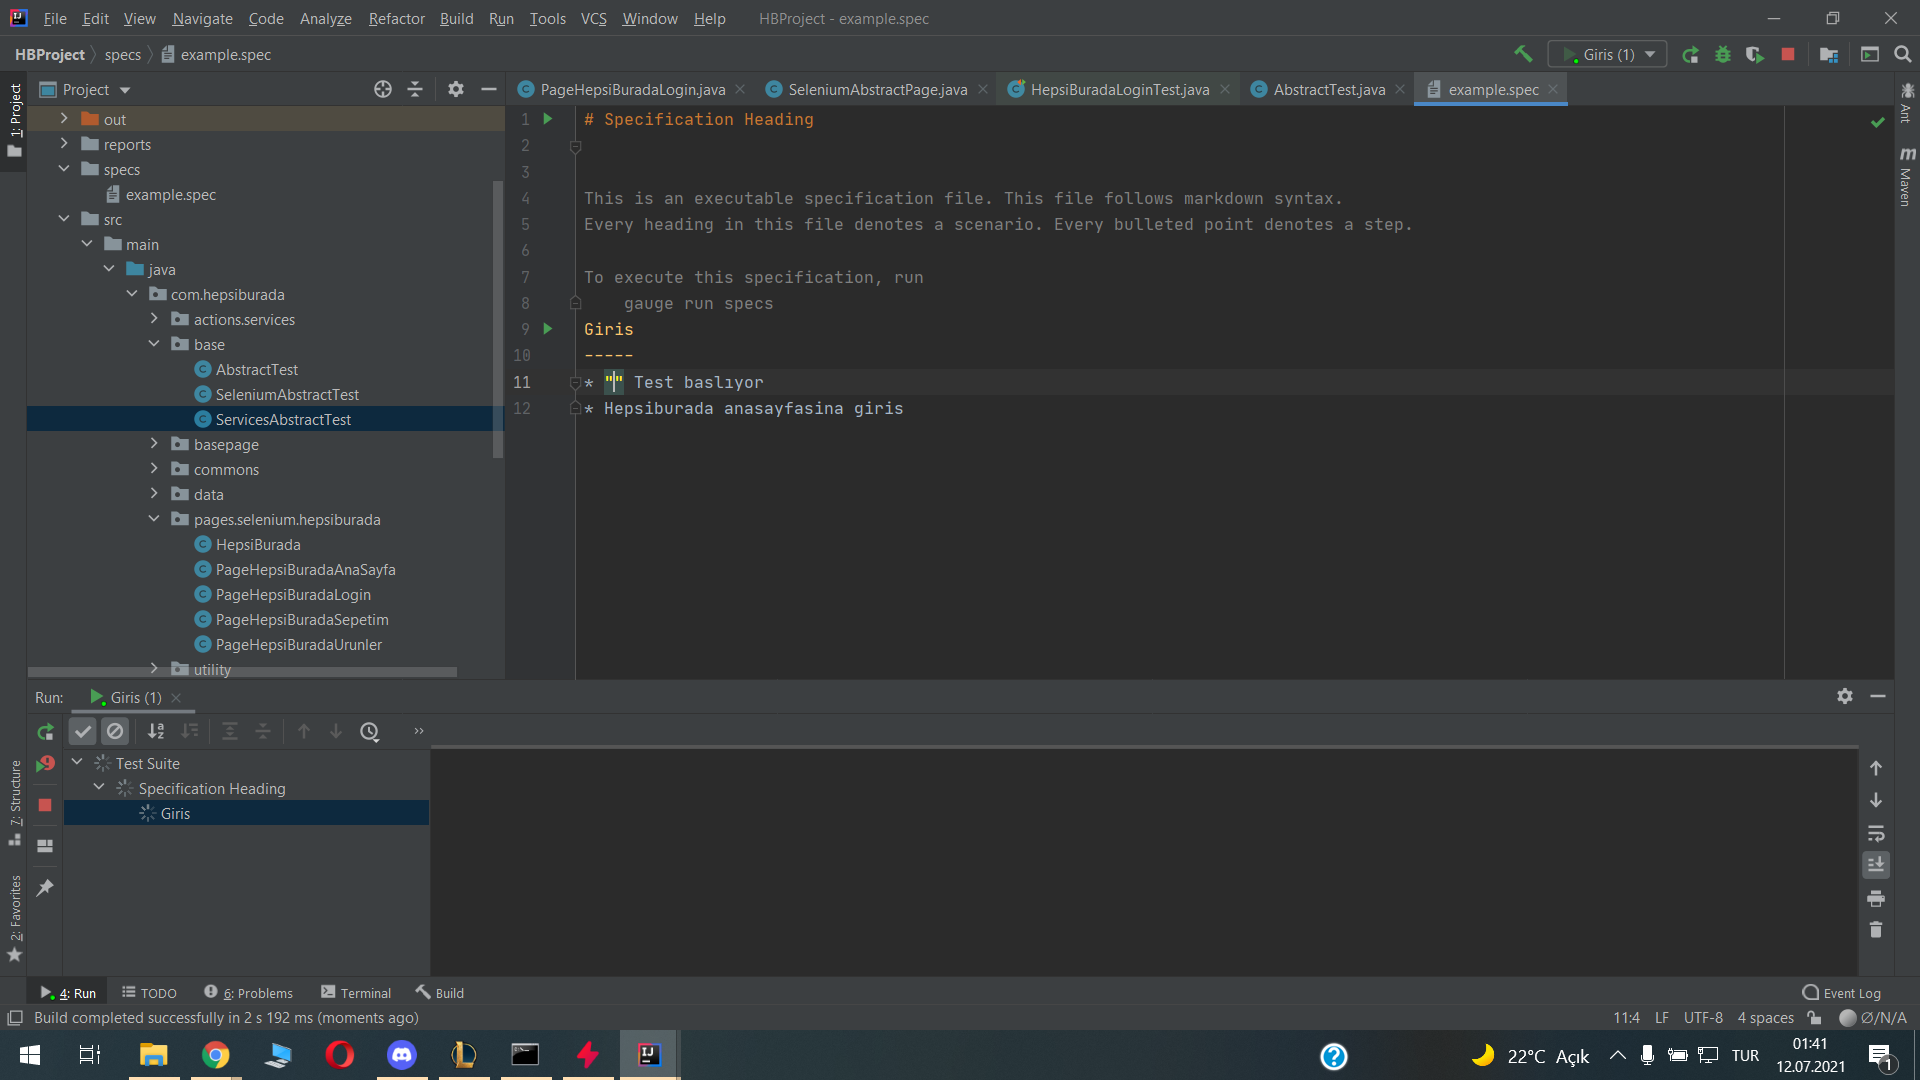 File Edit View Navigate Code Analyze Refactor Build Run Tools VCS Window Help HBProject - example.spec
HBProject specs example.spec
Giris (1)
Project
PageHepsiBuradaLogin.java SeleniumAbstractPage.java HepsiBuradaLoginTest.java AbstractTest.java example.spec
1: Project
7: Structure
2: Favorites
Ant
Maven
out
reports
specs
example.spec
src
main
java
com.hepsiburada
actions.services
base
AbstractTest
SeleniumAbstractTest
ServicesAbstractTest
basepage
commons
data
pages.selenium.hepsiburada
HepsiBurada
PageHepsiBuradaAnaSayfa
PageHepsiBuradaLogin
PageHepsiBuradaSepetim
PageHepsiBuradaUrunler
utility
1 # Specification Heading
2
3
4 This is an executable specification file. This file follows markdown syntax.
5 Every heading in this file denotes a scenario. Every bulleted point denotes a step.
6
7 To execute this specification, run
8 gauge run specs
9 Giris
10 -----
11 * "" Test baslıyor
12 * Hepsiburada anasayfasina giris
Run: Giris (1)
Test Suite
Specification Heading
Giris
4: Run TODO 6: Problems Terminal Build Event Log
Build completed successfully in 2 s 192 ms (moments ago) 11:4 LF UTF-8 4 spaces Ø/N/A
22°C Açık TUR 01:41
12.07.2021
1